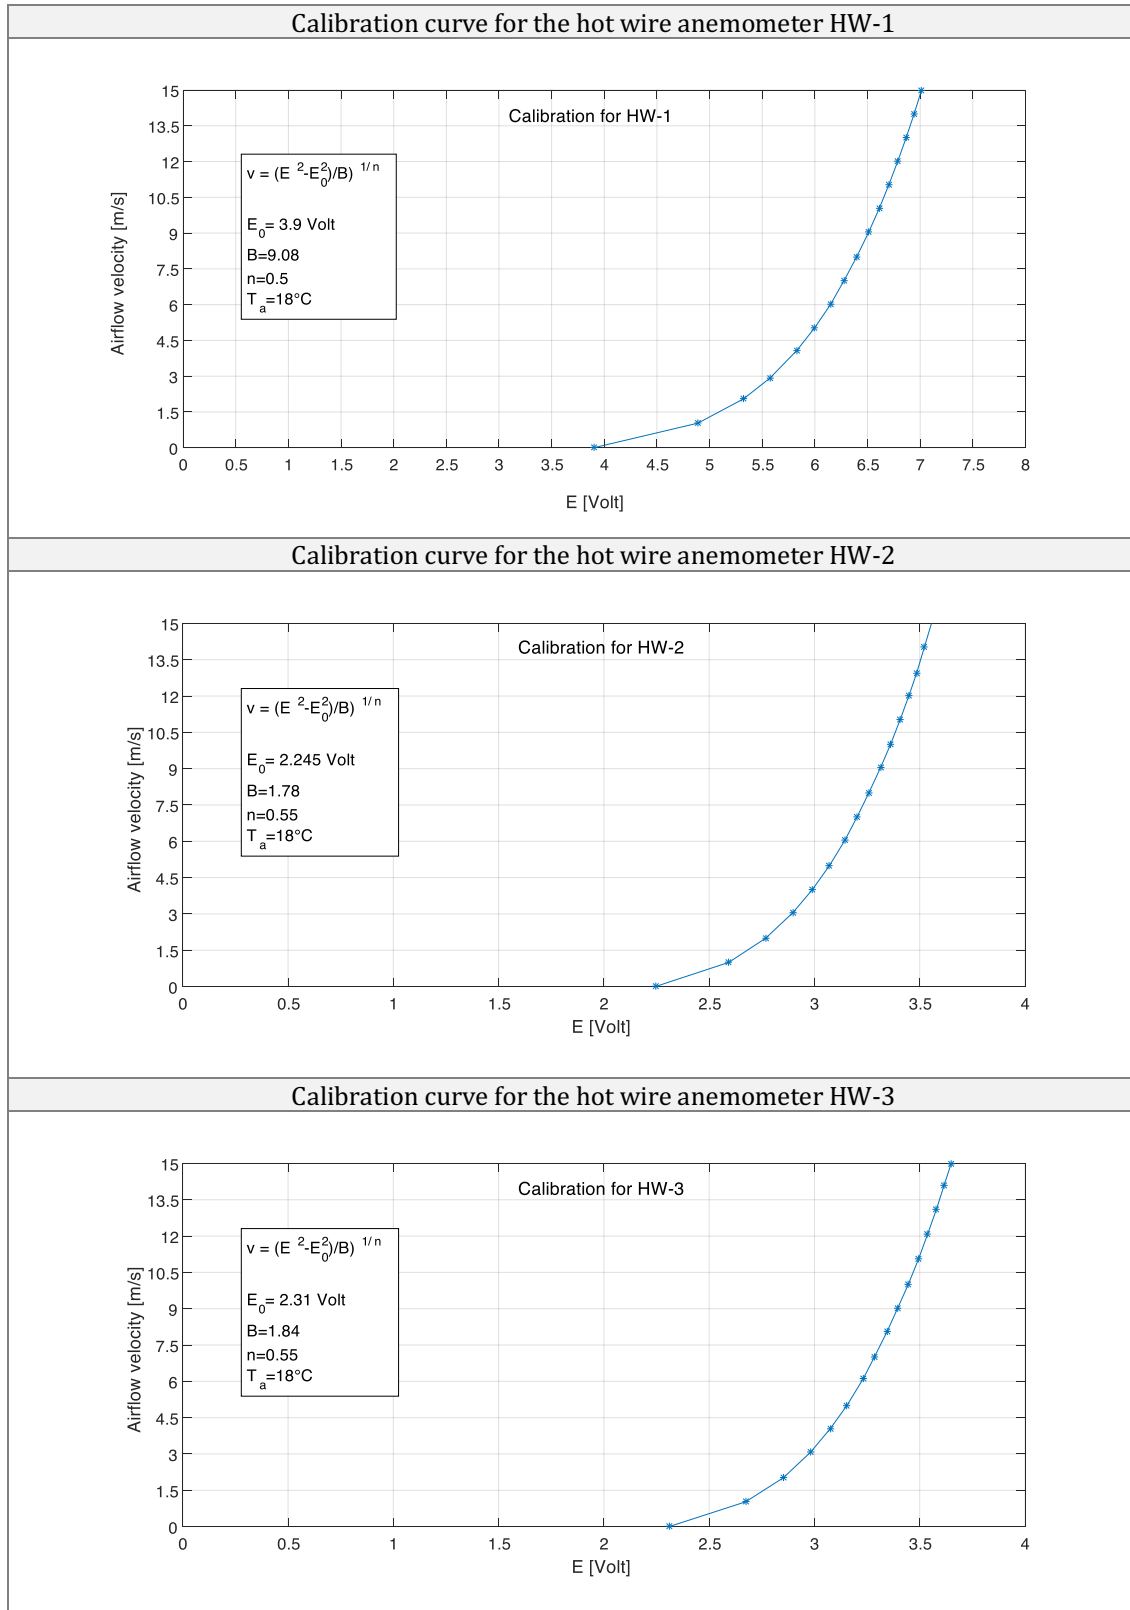 Calibration curve for the hot wire anemometer HW-1
Calibration for HW-1
v = (E ²-E₀²)/B) ^1/n
E₀= 3.9 Volt
B=9.08
n=0.5
Tₐ=18°C
Airflow velocity [m/s]
15
13.5
12
10.5
9
7.5
6
4.5
3
1.5
0
0 0.5 1 1.5 2 2.5 3 3.5 4 4.5 5 5.5 6 6.5 7 7.5 8
E [Volt]
Calibration curve for the hot wire anemometer HW-2
Calibration for HW-2
v = (E ²-E₀²)/B) ^1/n
E₀= 2.245 Volt
B=1.78
n=0.55
Tₐ=18°C
Airflow velocity [m/s]
15
13.5
12
10.5
9
7.5
6
4.5
3
1.5
0
0 0.5 1 1.5 2 2.5 3 3.5 4
E [Volt]
Calibration curve for the hot wire anemometer HW-3
Calibration for HW-3
v = (E ²-E₀²)/B) ^1/n
E₀= 2.31 Volt
B=1.84
n=0.55
Tₐ=18°C
Airflow velocity [m/s]
15
13.5
12
10.5
9
7.5
6
4.5
3
1.5
0
0 0.5 1 1.5 2 2.5 3 3.5 4
E [Volt]